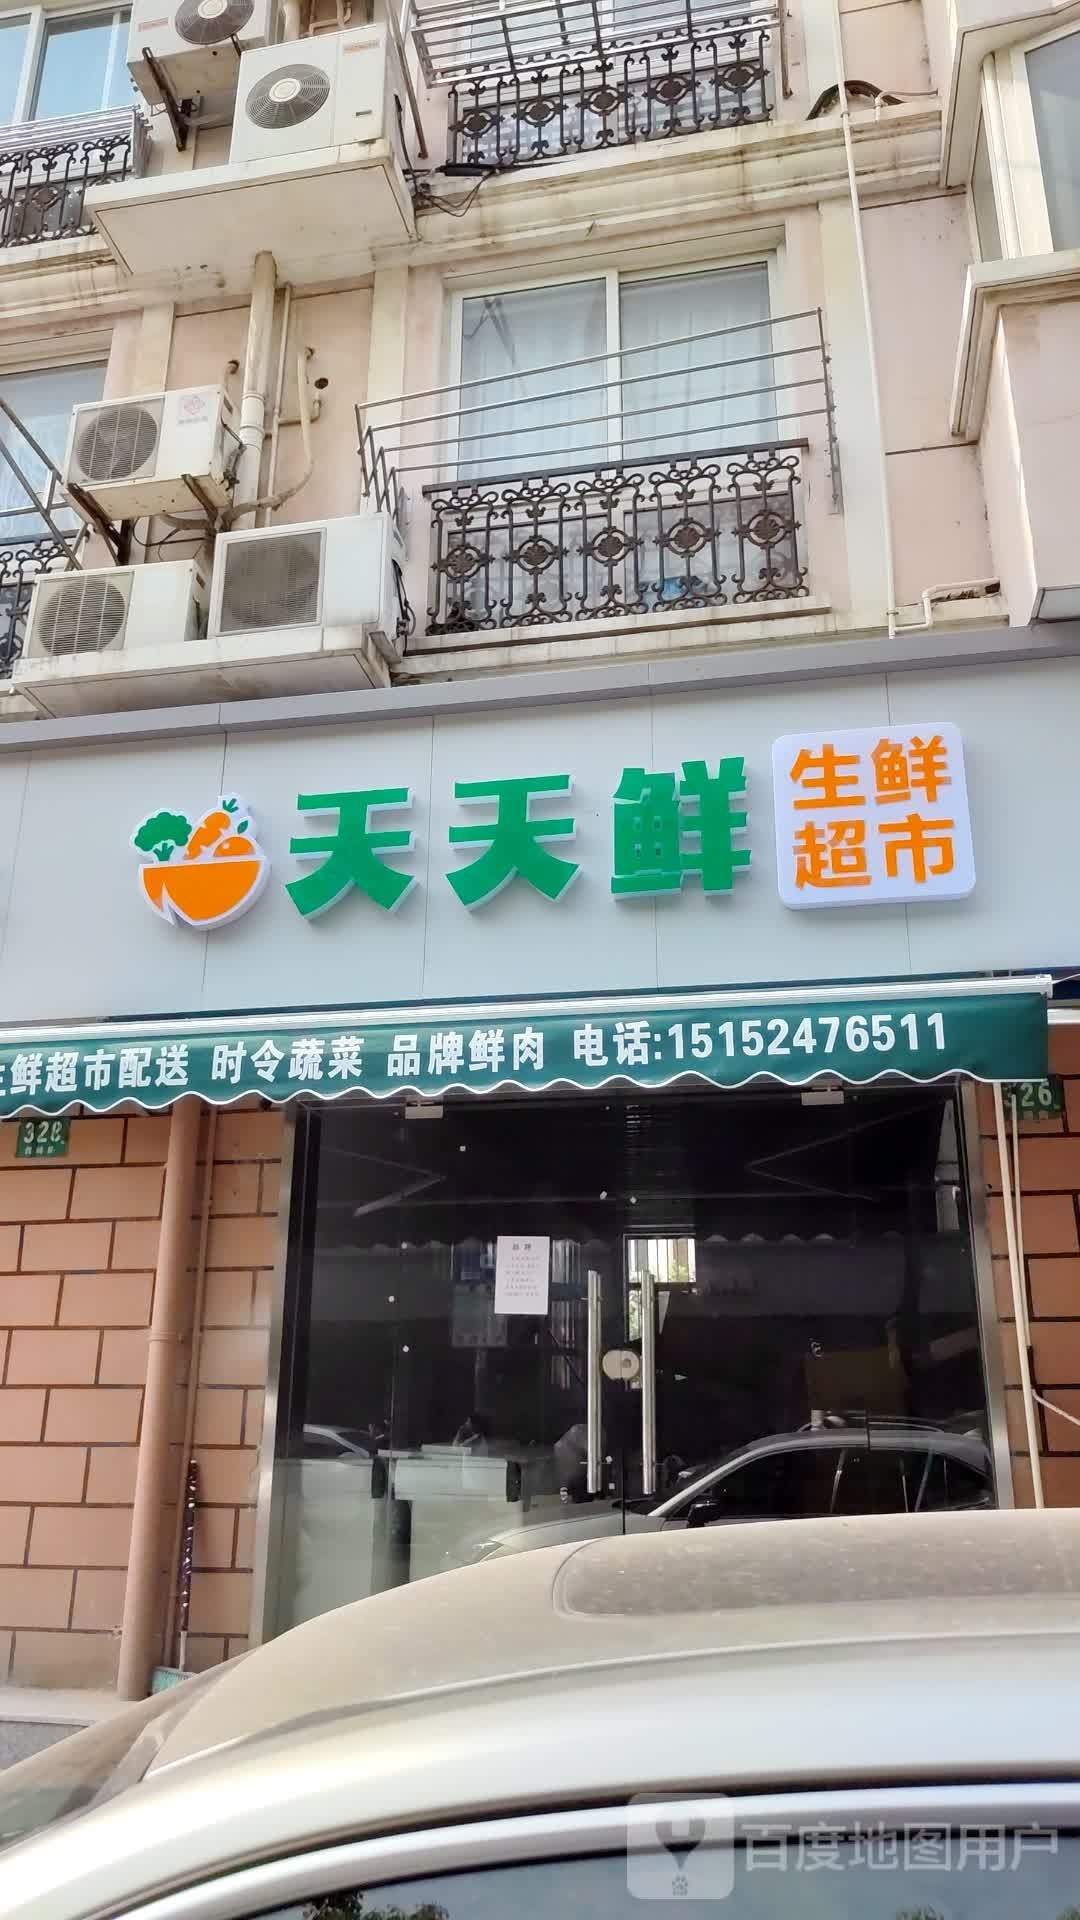 天天鲜
生鲜
超市
生鲜超市配送 时令蔬菜 品牌鲜肉 电话:15152476511
328
326
百度地图用户